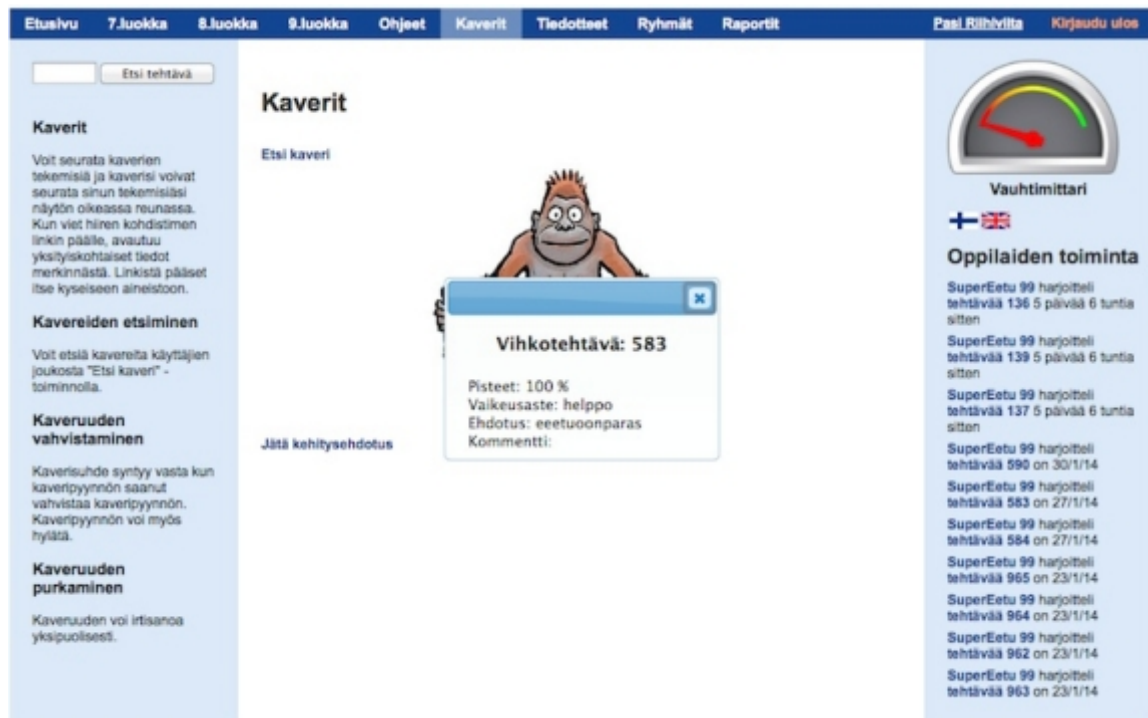 Etusivu 7.luokka 8.luokka 9.luokka Ohjeet Kaverit Tiedotteet Ryhmät Raportit Pasi Riihiviita Kirjaudu ulos
Etsi tehtävä
Kaverit
Voit seurata kaverien
tekemisiä ja kaverisi voivat
seurata sinun tekemisiäsi
näytön oikeassa reunassa.
Kun viet hiiren kohdistimen
linkin päälle, avautuu
yksityiskohtaiset tiedot
merkinnästä. Linkistä pääset
itse kyseiseen aineistoon.
Kavereiden etsiminen
Voit etsiä kavereita käyttäjien
joukosta "Etsi kaveri" -
toiminnolla.
Kaveruuden
vahvistaminen
Kaverisuhde syntyy vasta kun
kaveripyynnön saanut
vahvistaa kaveripyynnön.
Kaveripyynnön voi myös
hylätä.
Kaveruuden
purkaminen
Kaveruuden voi irtisanoa
yksipuolisesti.
Kaverit
Etsi kaveri
Vihkotehtävä: 583
Pisteet: 100 %
Vaikeusaste: helppo
Ehdotus: eeetuoonparas
Kommentti:
Jätä kehitysehdotus
Vauhtimittari
Oppilaiden toiminta
SuperEetu 99 harjoitteli
tehtävää 136 5 päivää 6 tuntia
sitten
SuperEetu 99 harjoitteli
tehtävää 139 5 päivää 6 tuntia
sitten
SuperEetu 99 harjoitteli
tehtävää 137 5 päivää 6 tuntia
sitten
SuperEetu 99 harjoitteli
tehtävää 590 on 30/1/14
SuperEetu 99 harjoitteli
tehtävää 583 on 27/1/14
SuperEetu 99 harjoitteli
tehtävää 584 on 27/1/14
SuperEetu 99 harjoitteli
tehtävää 965 on 23/1/14
SuperEetu 99 harjoitteli
tehtävää 964 on 23/1/14
SuperEetu 99 harjoitteli
tehtävää 962 on 23/1/14
SuperEetu 99 harjoitteli
tehtävää 963 on 23/1/14